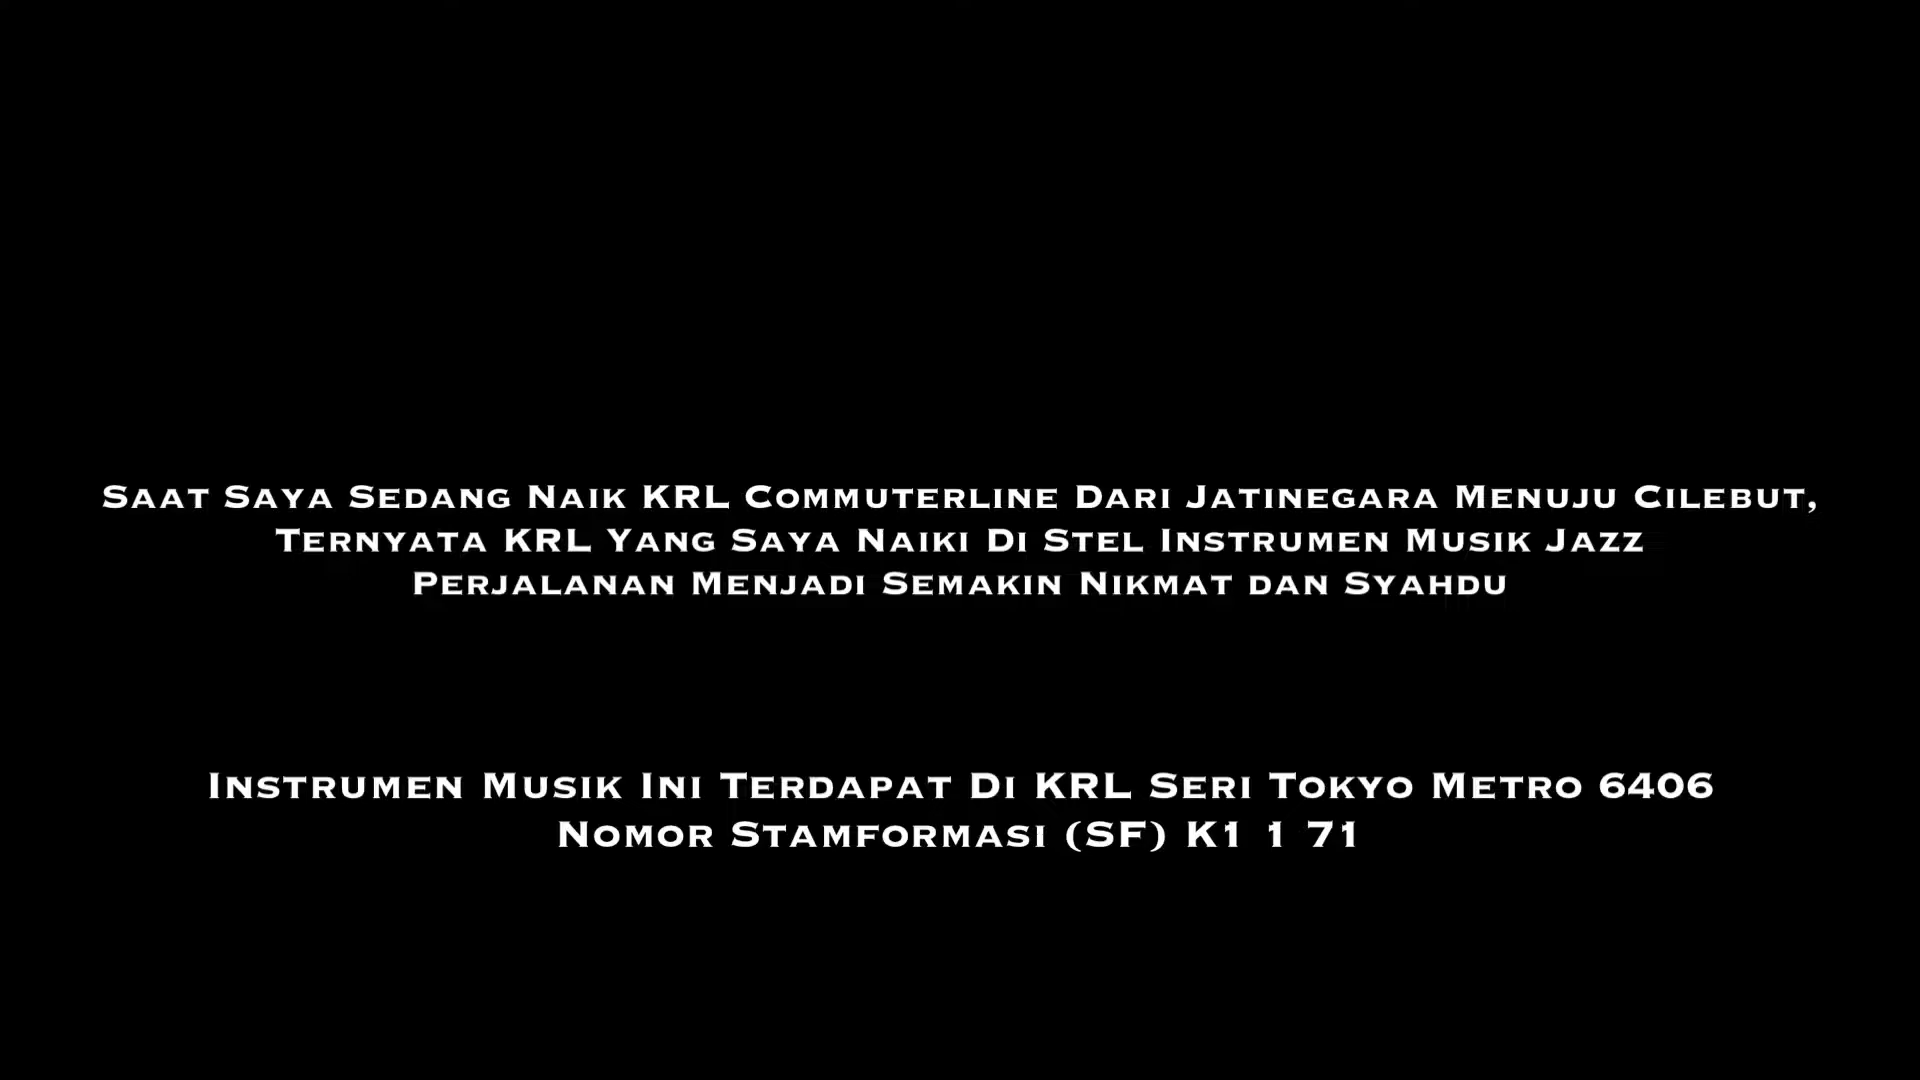 Saat Saya Sedang Naik KRL Commuterline Dari Jatinegara Menuju Cilebut,
Ternyata KRL Yang Saya Naiki Di Stel Instrumen Musik Jazz
Perjalanan Menjadi Semakin Nikmat dan Syahdu
Instrumen Musik Ini Terdapat Di KRL Seri Tokyo Metro 6406
Nomor Stamformasi (SF) K1 1 71